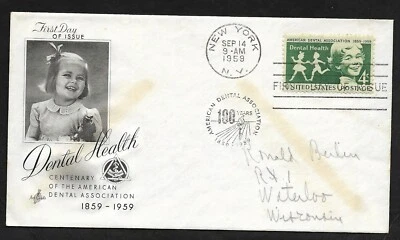 First Day
OF ISSUE
Dental Health
CENTENARY
OF THE AMERICAN
DENTAL ASSOCIATION
1859 - 1959
NEW YORK
SEP 14
9-AM
1959
N.Y.
AMERICAN DENTAL ASSOCIATION 1859-1959
Dental Health
4¢
UNITED STATES POSTAGE
AMERICAN DENTAL ASSOCIATION
100 YEARS
1859-1959
Ronald
R#1
Waterloo
Wisconsin